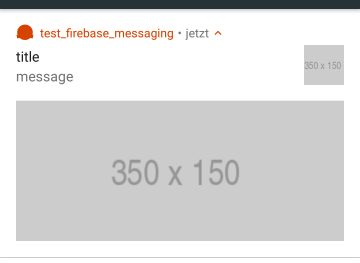 test_firebase_messaging • jetzt
title
message
350 x 150
350 x 150